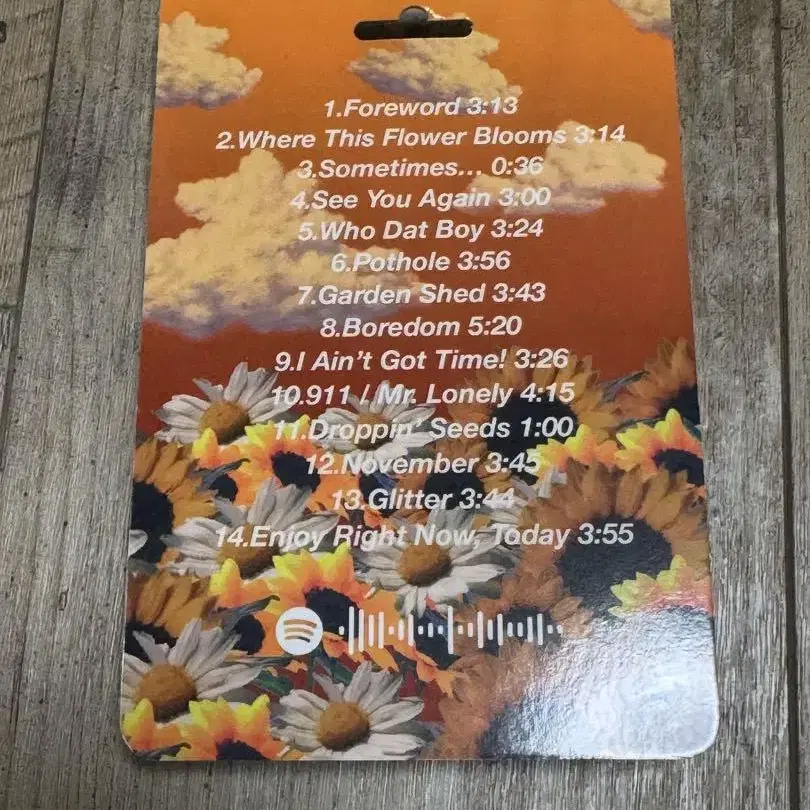 1.Foreword 3:13
2.Where This Flower Blooms 3:14
3.Sometimes... 0:36
4.See You Again 3:00
5.Who Dat Boy 3:24
6.Pothole 3:56
7.Garden Shed 3:43
8.Boredom 5:20
9.I Ain't Got Time! 3:26
10.911 / Mr. Lonely 4:15
11.Droppin' Seeds 1:00
12.November 3:45
13.Glitter 3:44
14.Enjoy Right Now, Today 3:55